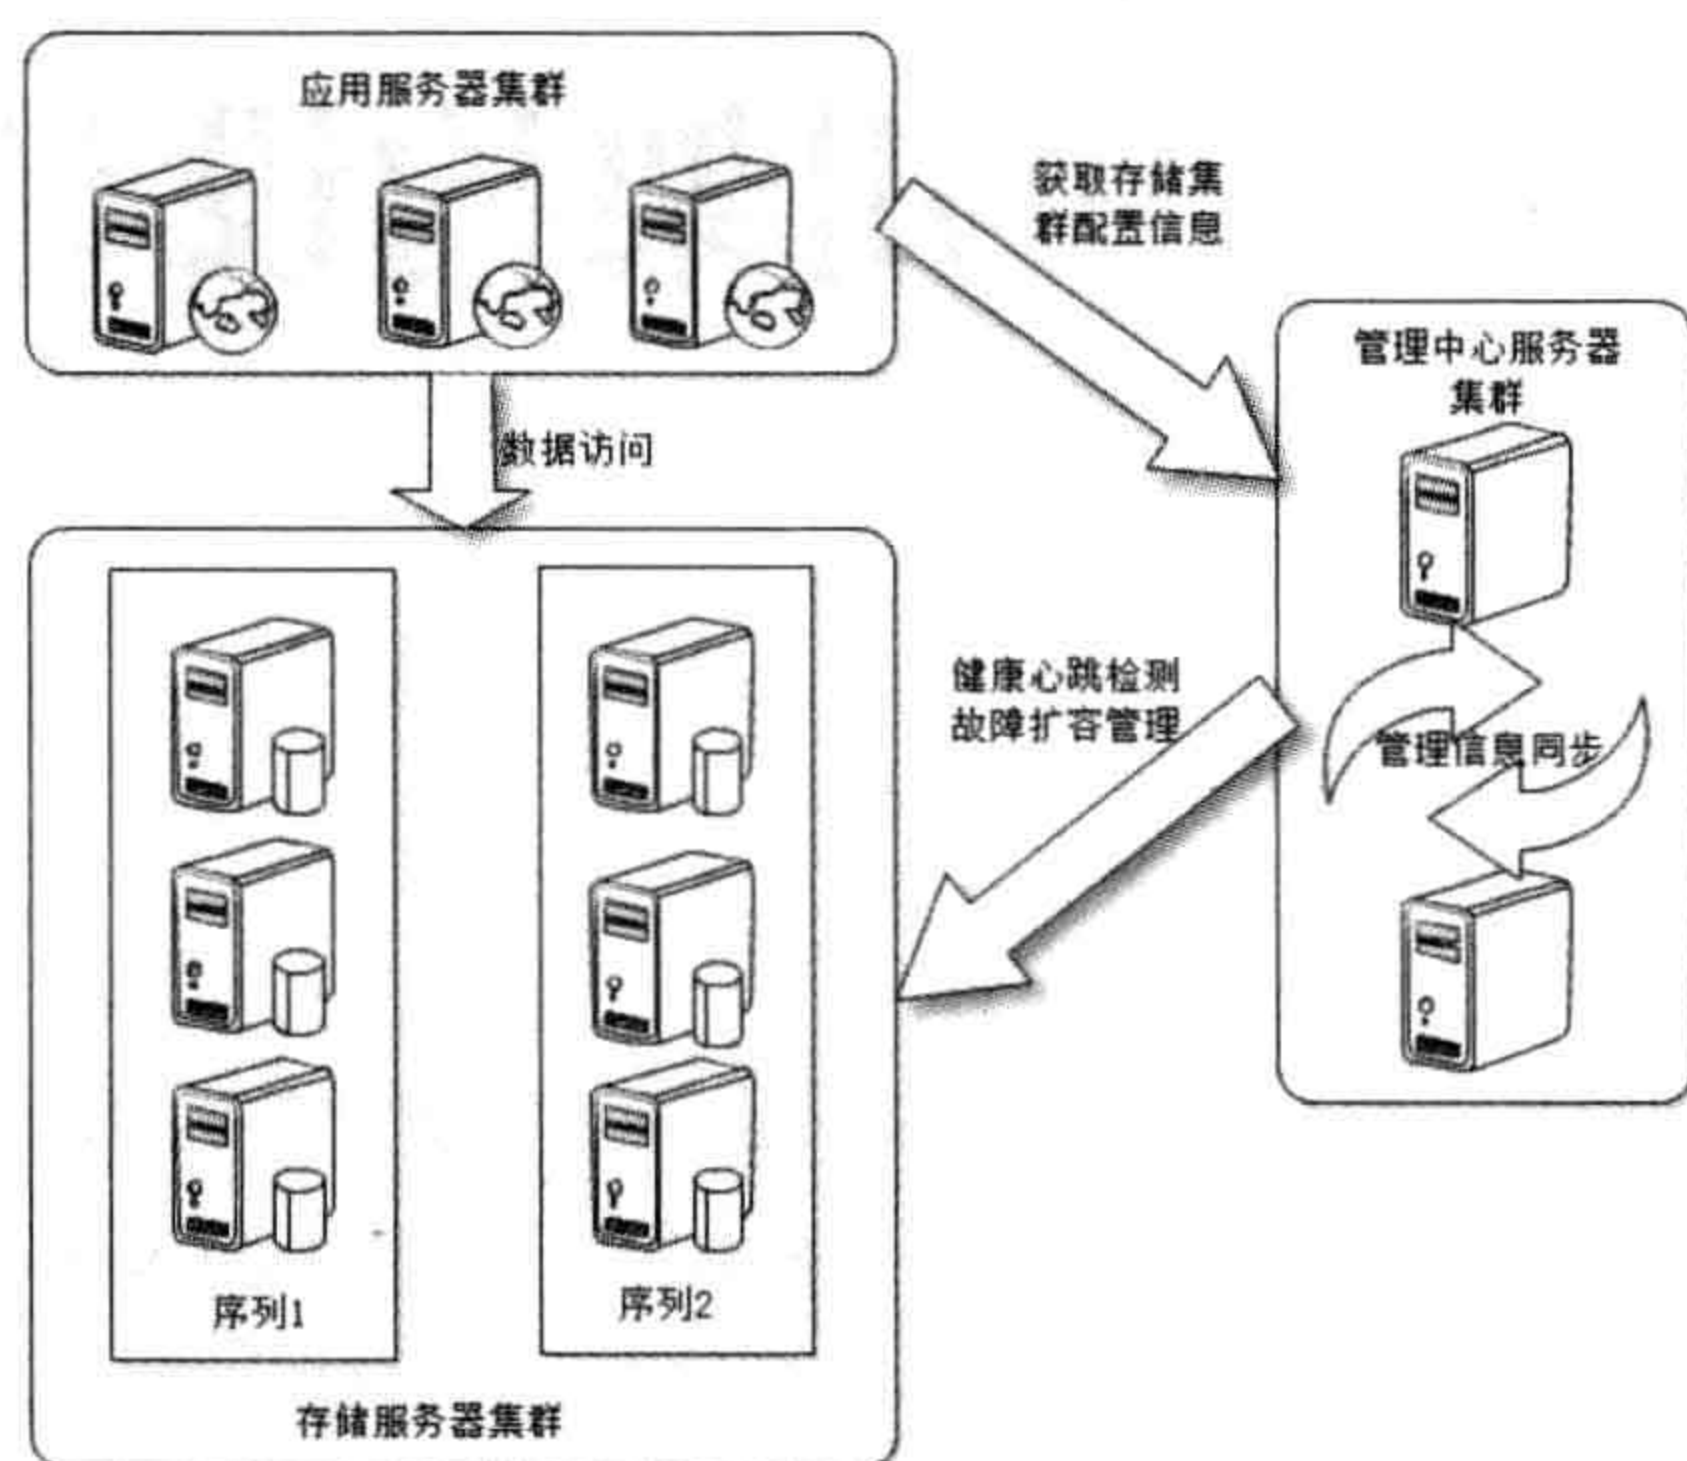 应用服务器集群
获取存储集
群配置信息
管理中心服务器
集群
数据访问
健康心跳检测
故障扩容管理
管理信息同步
序列1
序列2
存储服务器集群